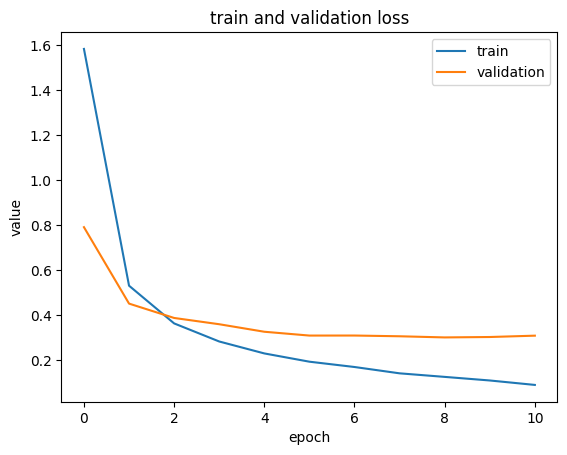 train and validation loss
train
validation
1.6
1.4
1.2
1.0
0.8
0.6
0.4
0.2
value
0 2 4 6 8 10
epoch